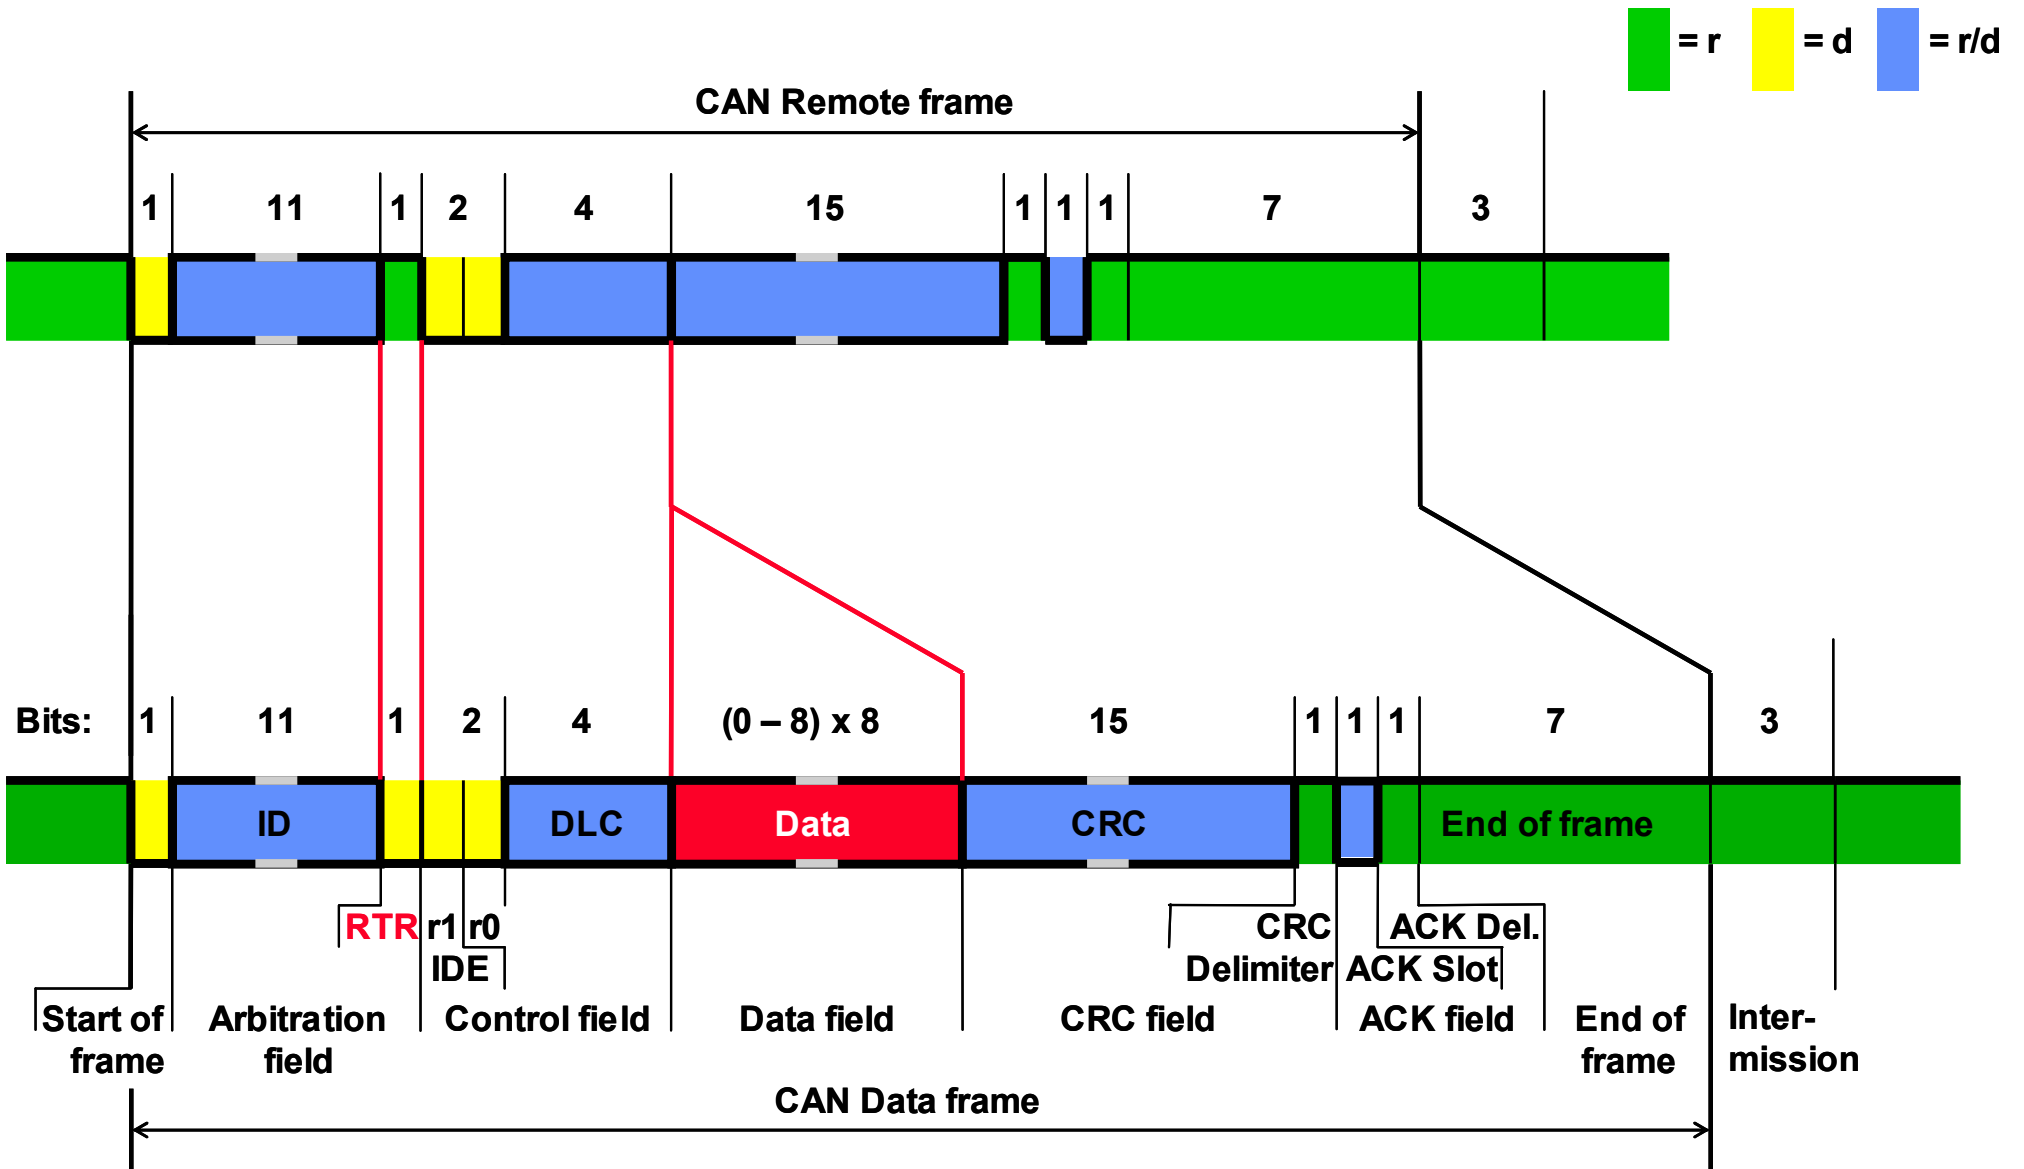 = r = d = r/d
CAN Remote frame
1 11 1 2 4 15 1 1 1 7 3
Bits: 1 11 1 2 4 (0 – 8) x 8 15 1 1 1 7 3
ID DLC Data CRC End of frame
RTR r1 r0 CRC ACK Del.
IDE Delimiter ACK Slot
Start of Arbitration Control field Data field CRC field ACK field End of Inter-
frame field frame mission
CAN Data frame